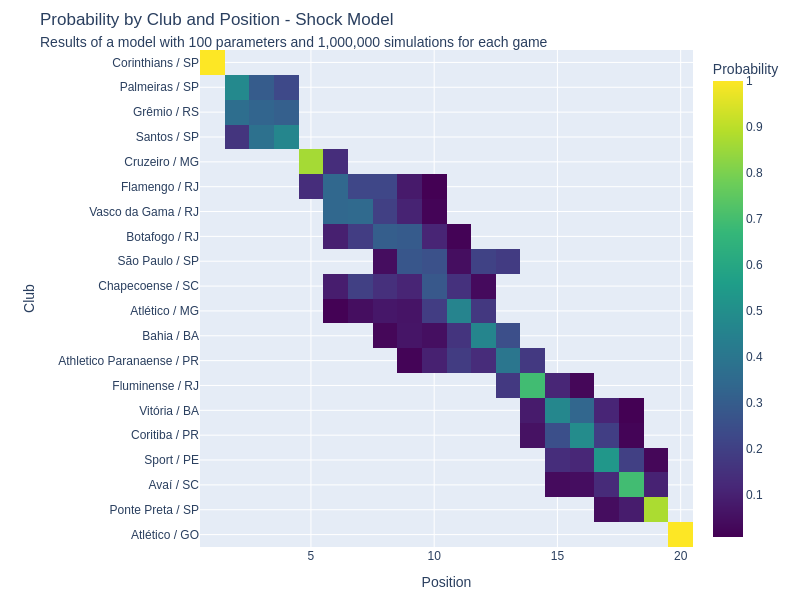 Probability by Club and Position - Shock Model
Results of a model with 100 parameters and 1,000,000 simulations for each game
Corinthians / SP
Palmeiras / SP
Grêmio / RS
Santos / SP
Cruzeiro / MG
Flamengo / RJ
Vasco da Gama / RJ
Botafogo / RJ
São Paulo / SP
Chapecoense / SC
Atlético / MG
Bahia / BA
Athletico Paranaense / PR
Fluminense / RJ
Vitória / BA
Coritiba / PR
Sport / PE
Avaí / SC
Ponte Preta / SP
Atlético / GO
Club
5
10
15
20
Position
Probability
1
0.9
0.8
0.7
0.6
0.5
0.4
0.3
0.2
0.1